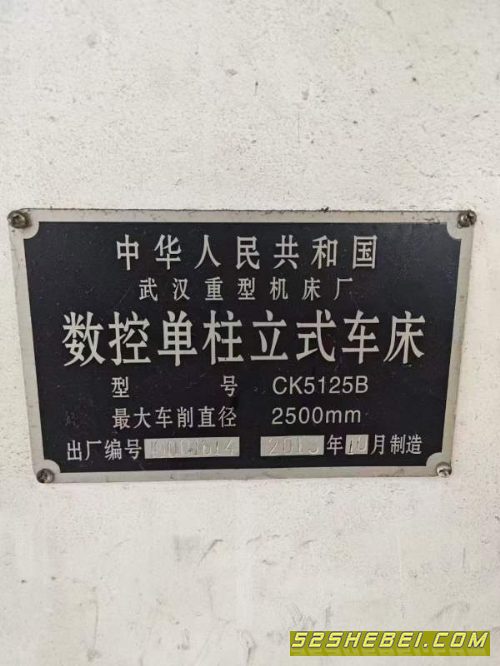 中华人民共和国
武汉重型机床厂
数控单柱立式车床
型 号 CK5125B
最大车削直径 2500mm
出厂编号 年 月制造
52SHEBEI.COM